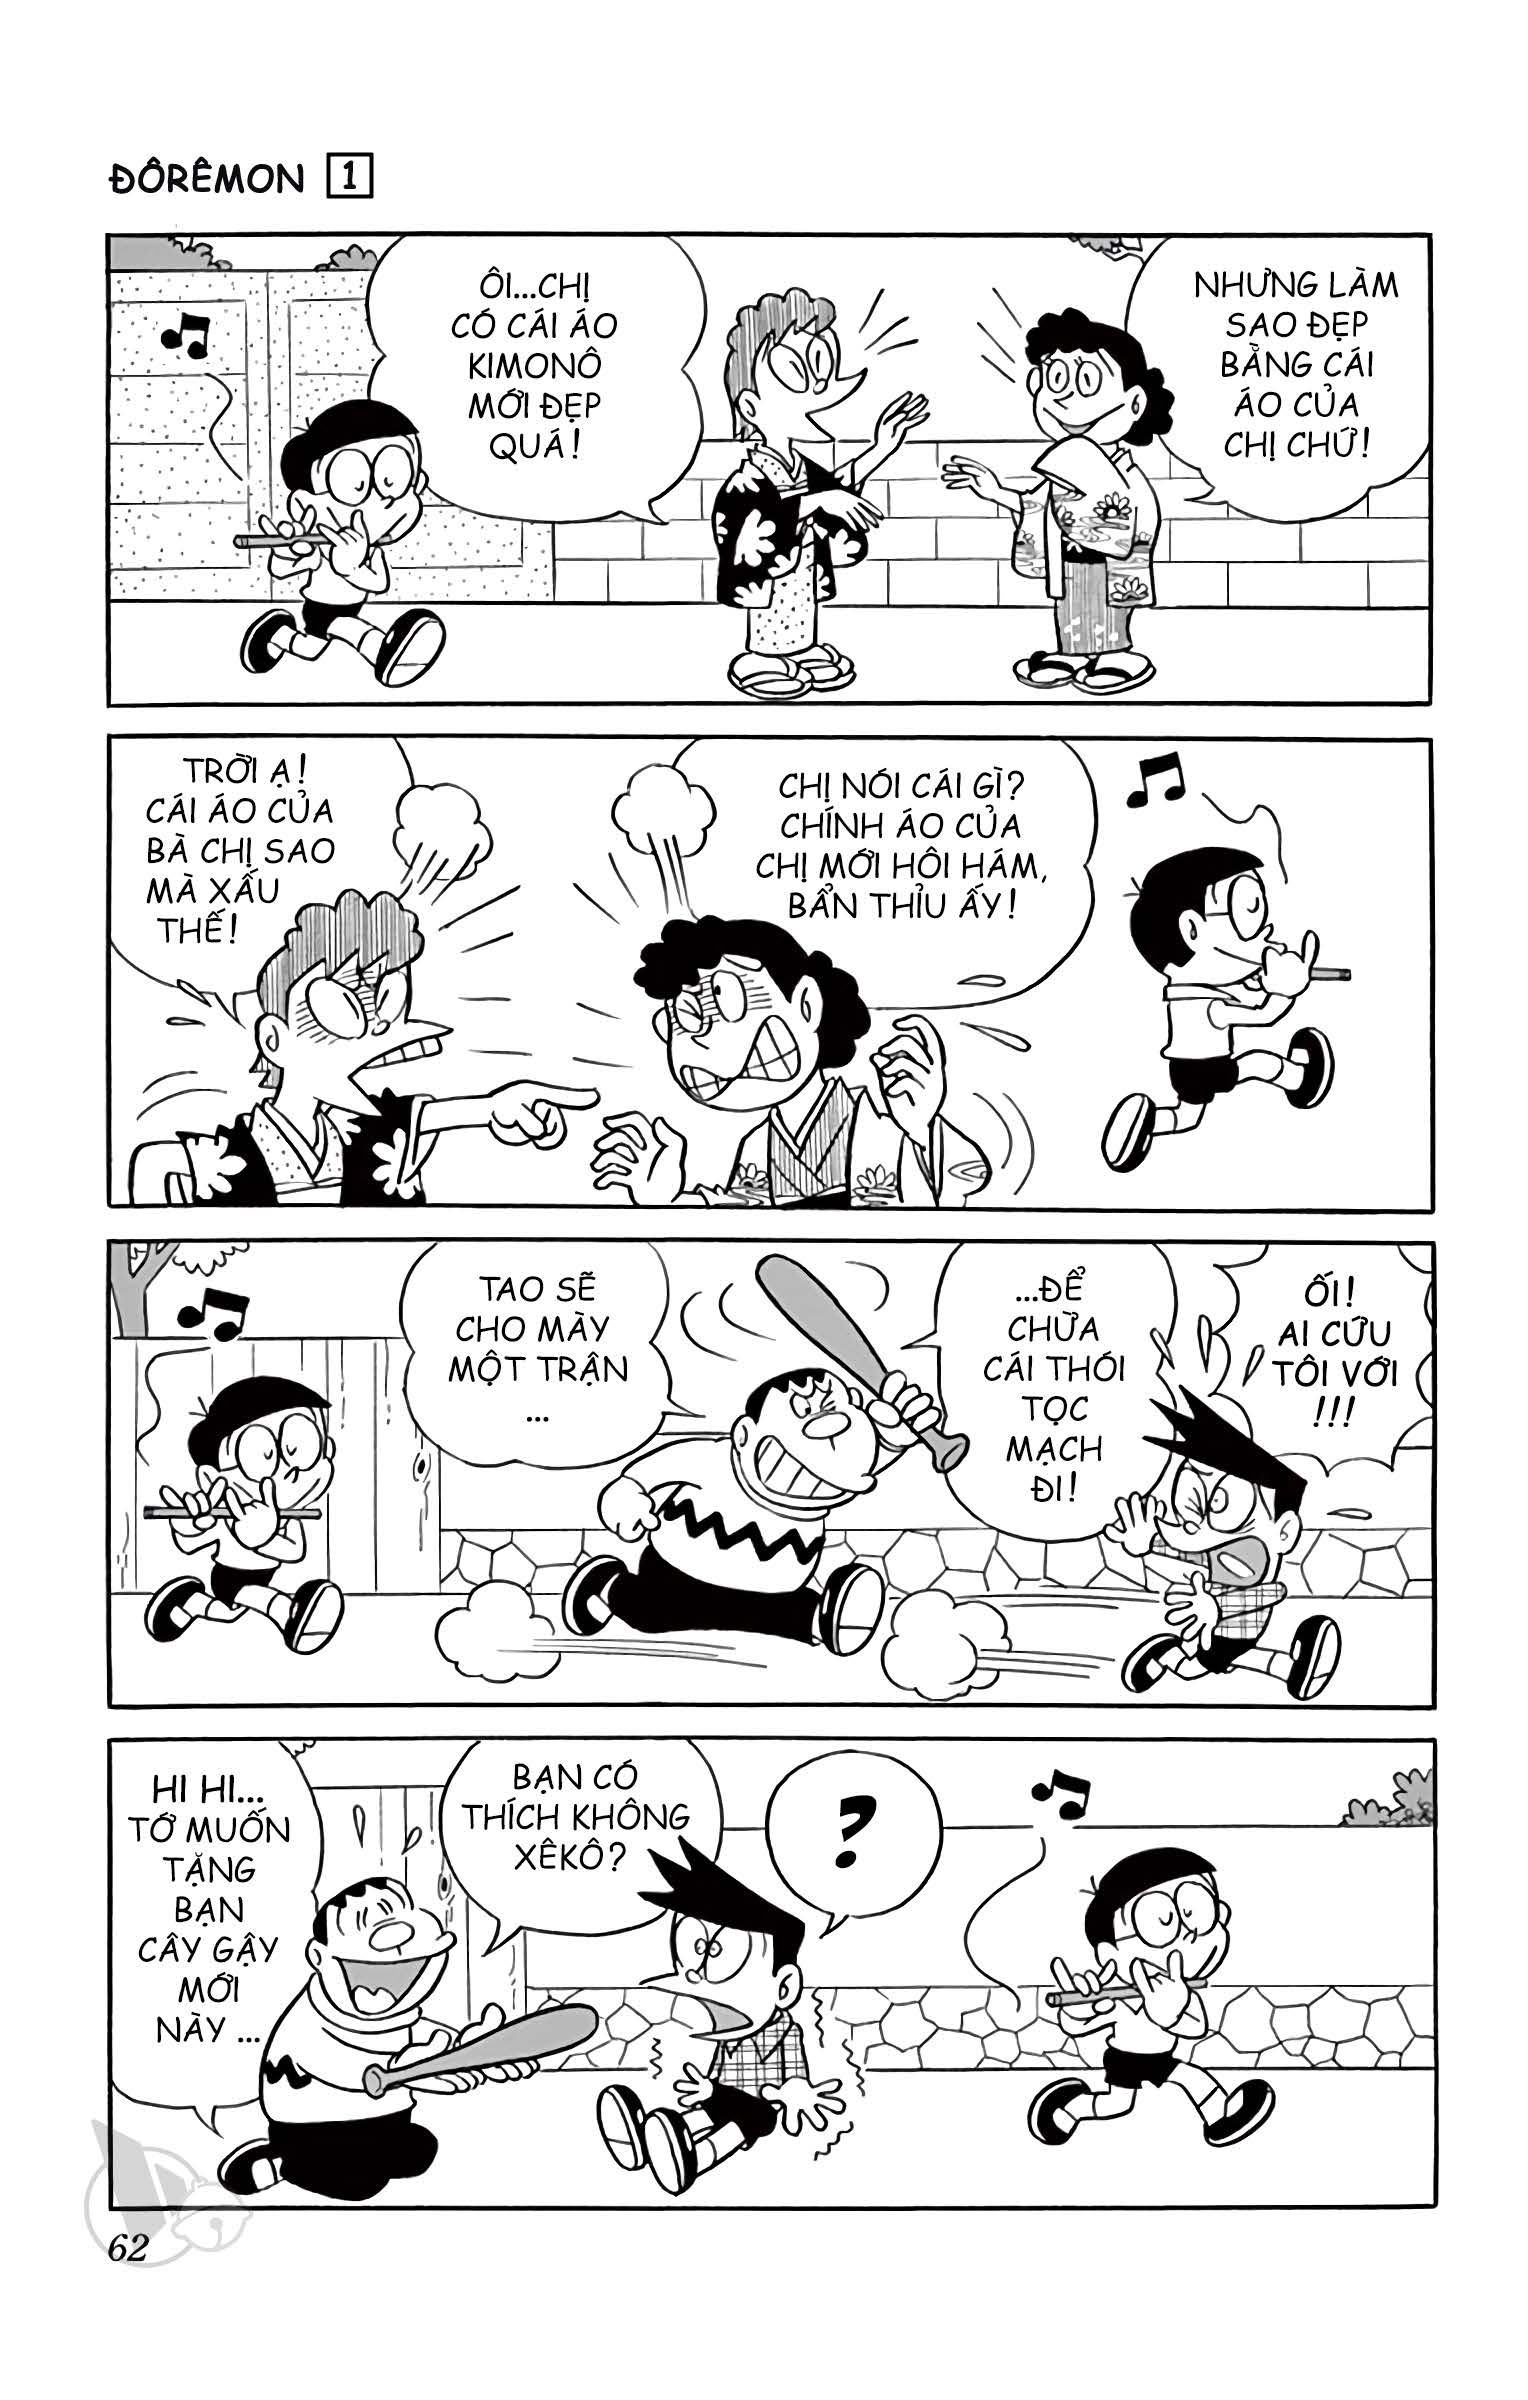 ĐÔRÊMON 1
ÔI...CHỊ
CÓ CÁI ÁO
KIMONÔ
MỚI ĐẸP
QUÁ!
NHƯNG LÀM
SAO ĐẸP
BẰNG CÁI
ÁO CỦA
CHỊ CHỨ!
TRỜI Ạ!
CÁI ÁO CỦA
BÀ CHỊ SAO
MÀ XẤU
THẾ!
CHỊ NÓI CÁI GÌ?
CHÍNH ÁO CỦA
CHỊ MỚI HÔI HÁM,
BẨN THỈU ẤY!
TAO SẼ
CHO MÀY
MỘT TRẬN
...
...ĐỂ
CHỪA
CÁI THÓI
TỌC
MẠCH
ĐI!
ỐI!
AI CỨU
TÔI VỚI
!!!
HI HI...
TỚ MUỐN
TẶNG
BẠN
CÂY GẬY
MỚI
NÀY ...
BẠN CÓ
THÍCH KHÔNG
XÊKÔ?
?
62